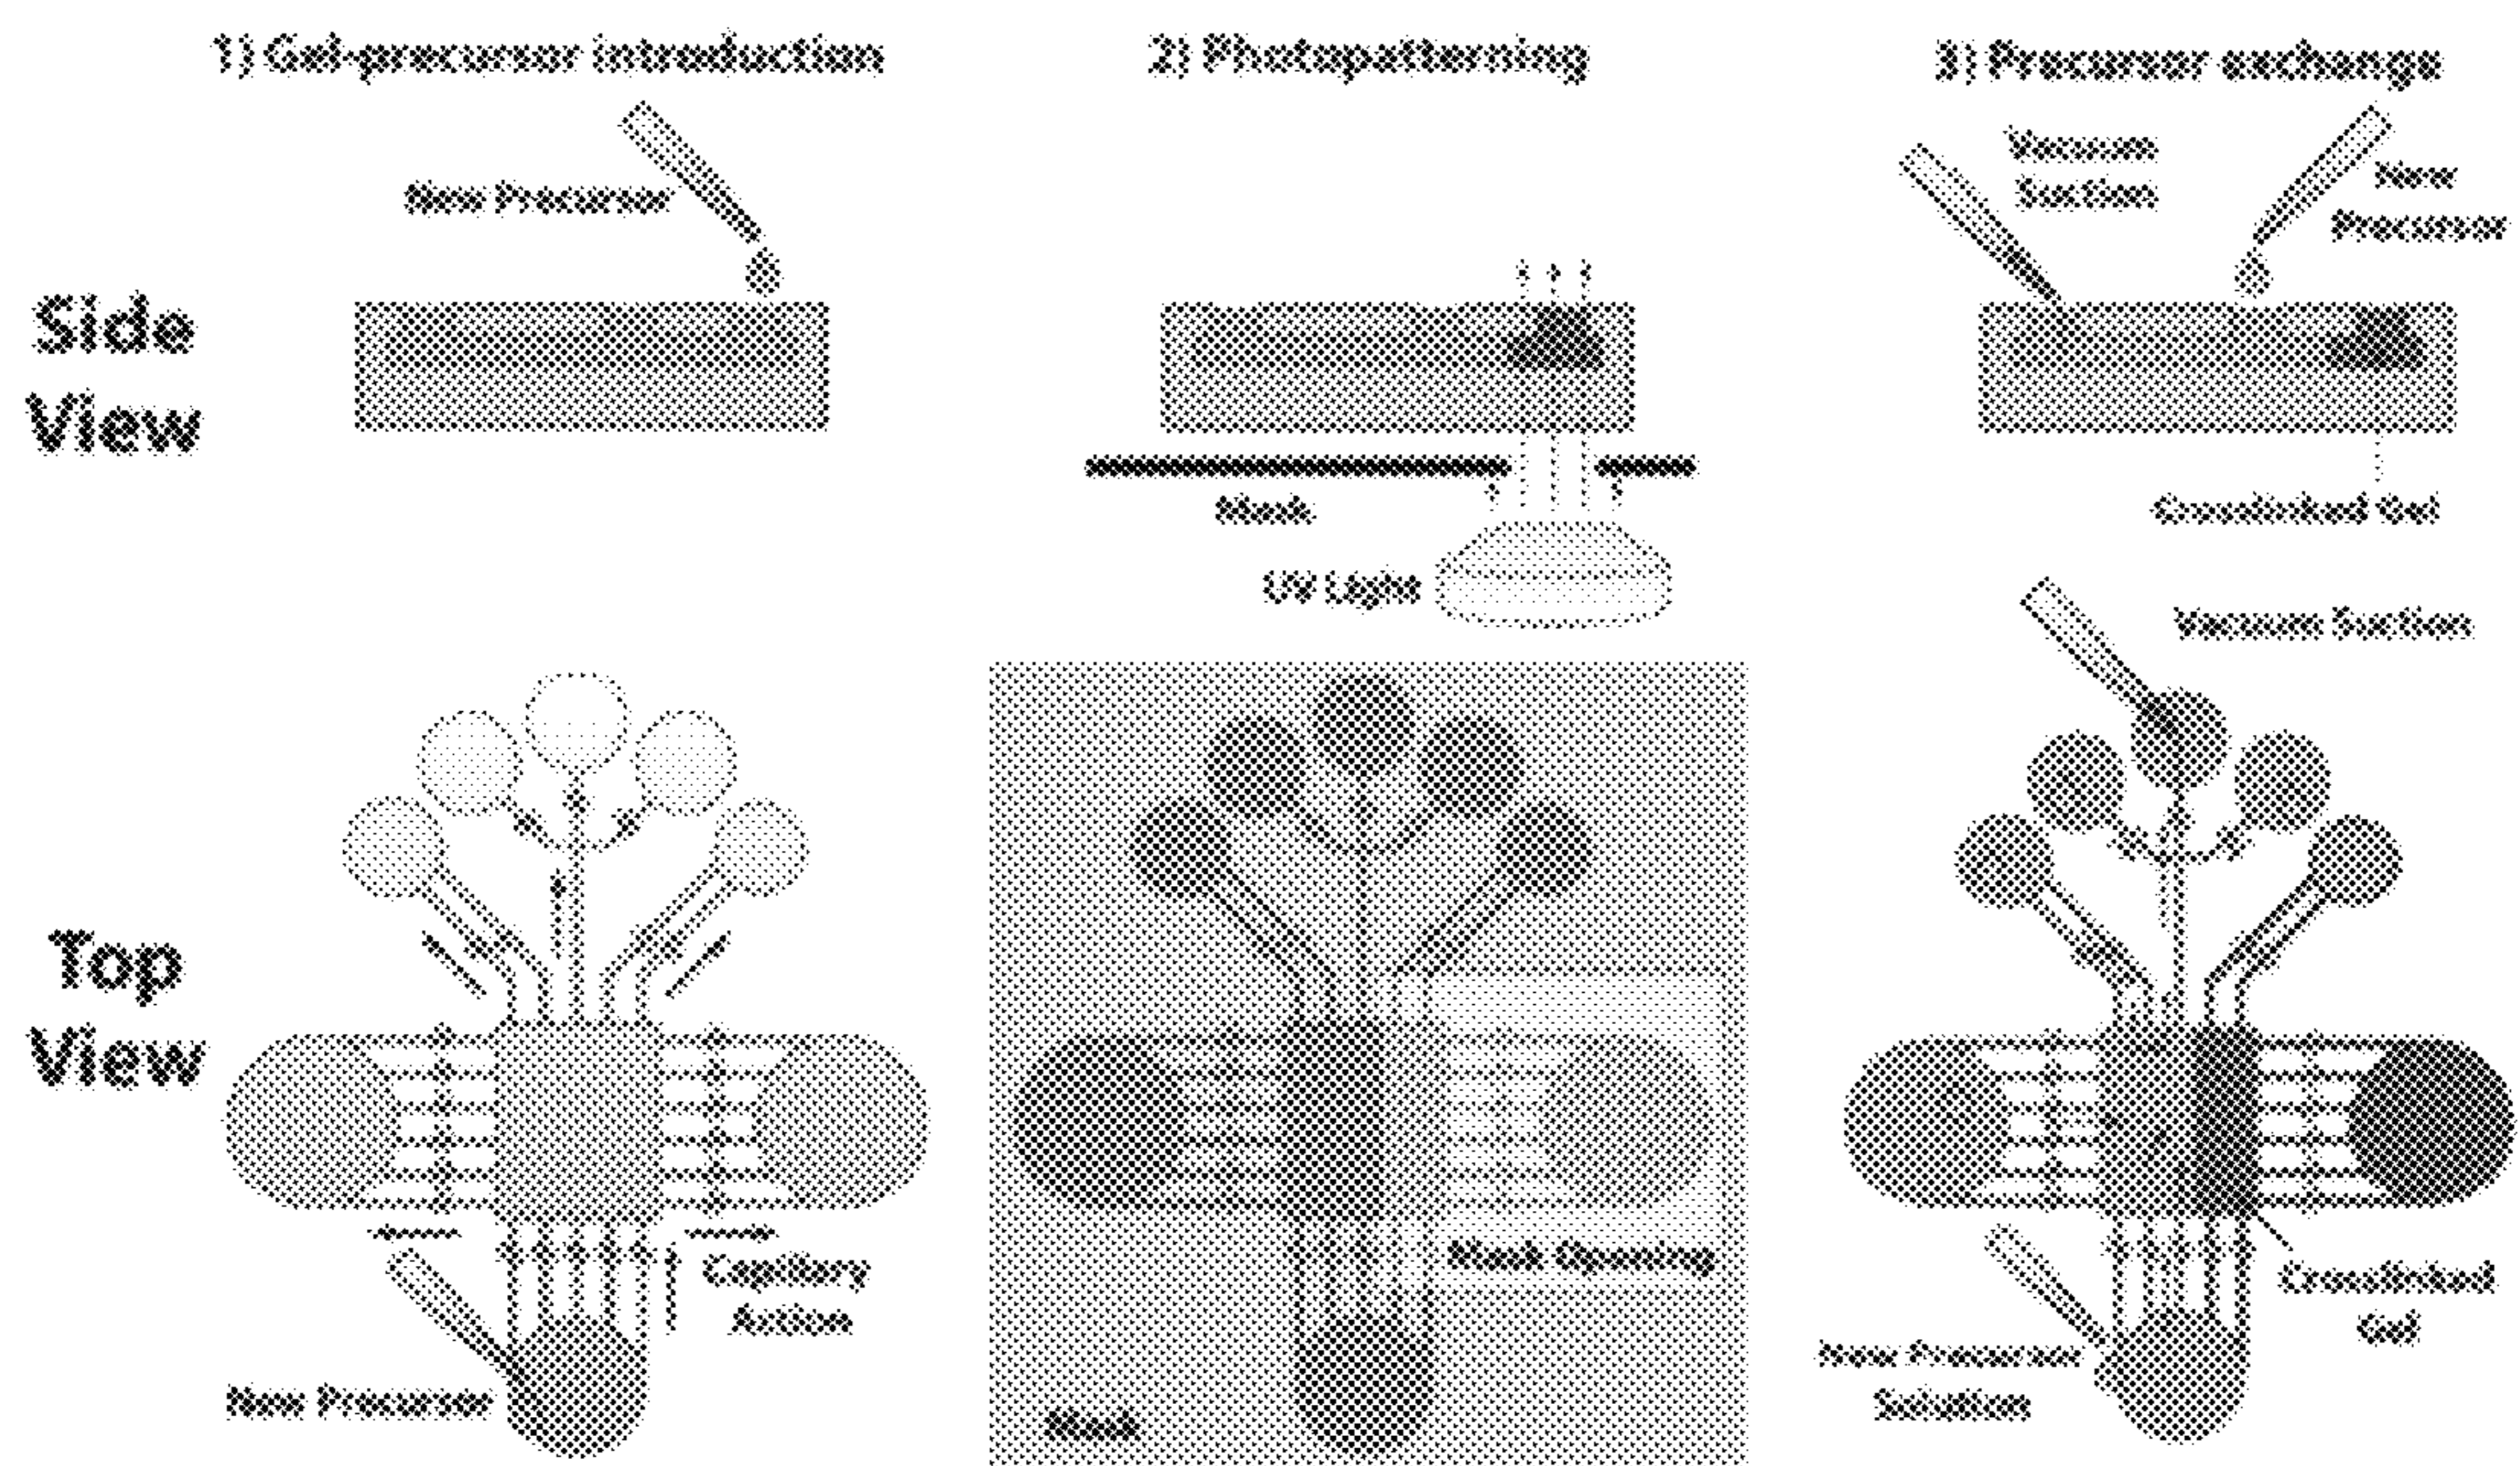 1) Gel-precursor introduction
2) Photopatterning
3) Precursor exchange
New Precursor
Vacuum
Suction
New
Precursor
Side
View
Mask
UV Light
Crosslinked Gel
Vacuum Suction
Top
View
Capillary
Action
New Precursor
Mask Opening
Mask
Crosslinked
Gel
New Precursor
Solution